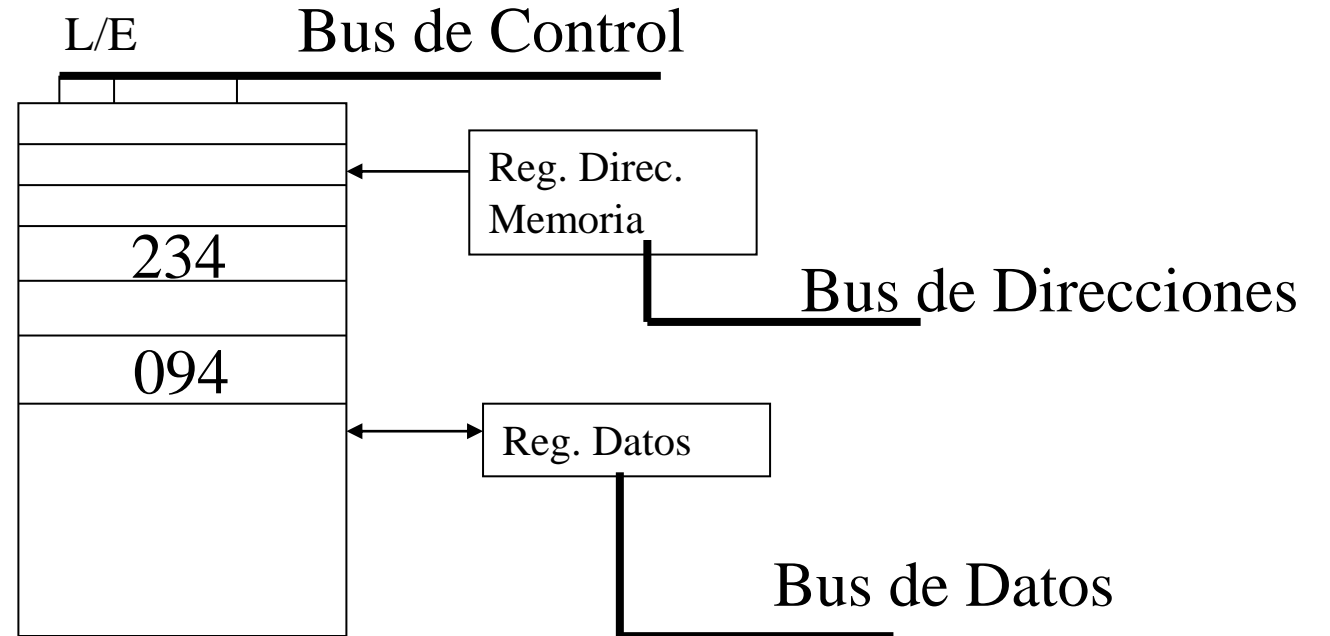 L/E
Bus de Control
Reg. Direc.
Memoria
234
Bus de Direcciones
094
Reg. Datos
Bus de Datos